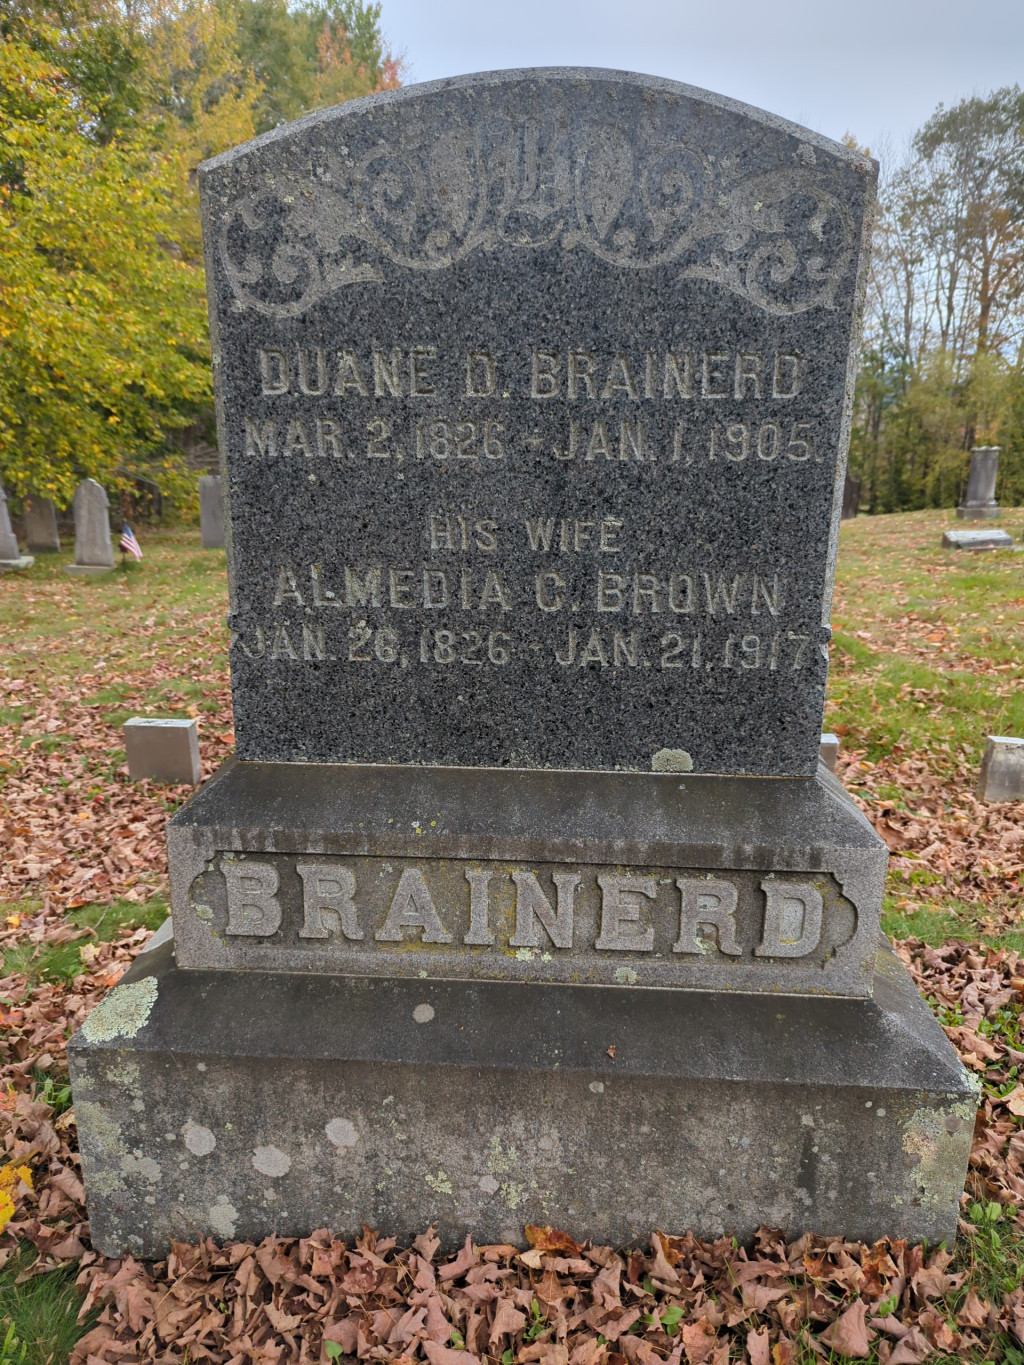 B
DUANE D. BRAINERD
MAR. 2, 1826 - JAN. 1, 1905.
HIS WIFE
ALMEDIA C. BROWN
JAN. 26, 1826 - JAN. 21, 1917
BRAINERD